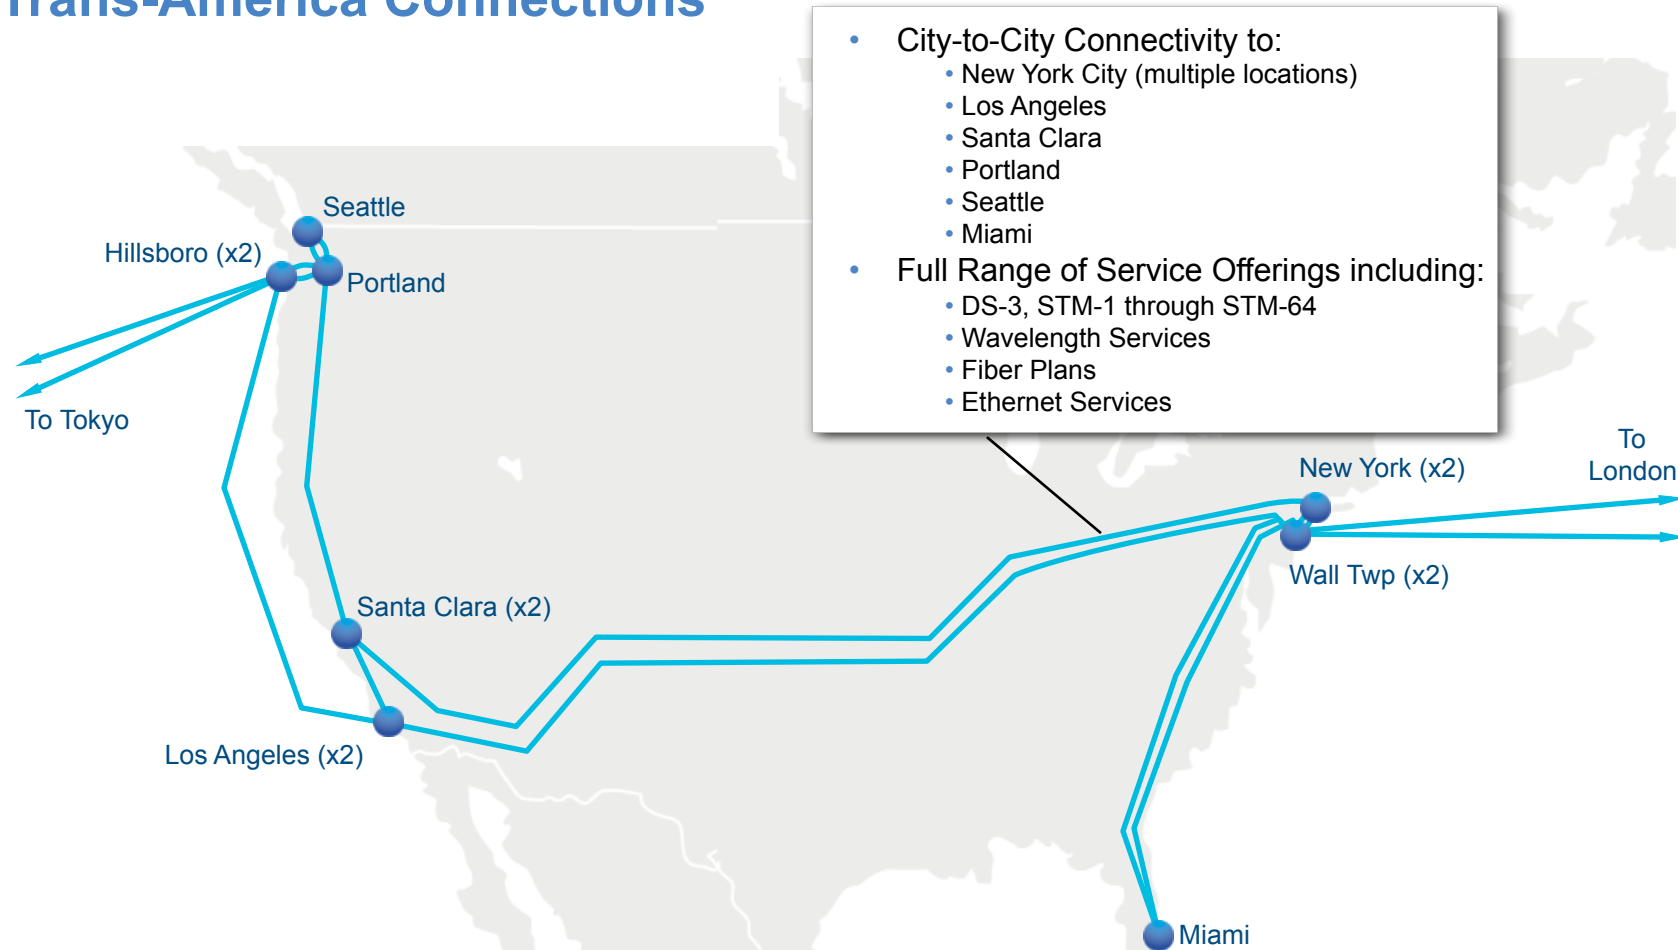 Trans-America Connections
• City-to-City Connectivity to:
• New York City (multiple locations)
• Los Angeles
• Santa Clara
• Portland
• Seattle
• Miami
• Full Range of Service Offerings including:
• DS-3, STM-1 through STM-64
• Wavelength Services
• Fiber Plans
• Ethernet Services
Seattle
Hillsboro (x2)
Portland
To Tokyo
To
London
New York (x2)
Wall Twp (x2)
Santa Clara (x2)
Los Angeles (x2)
Miami